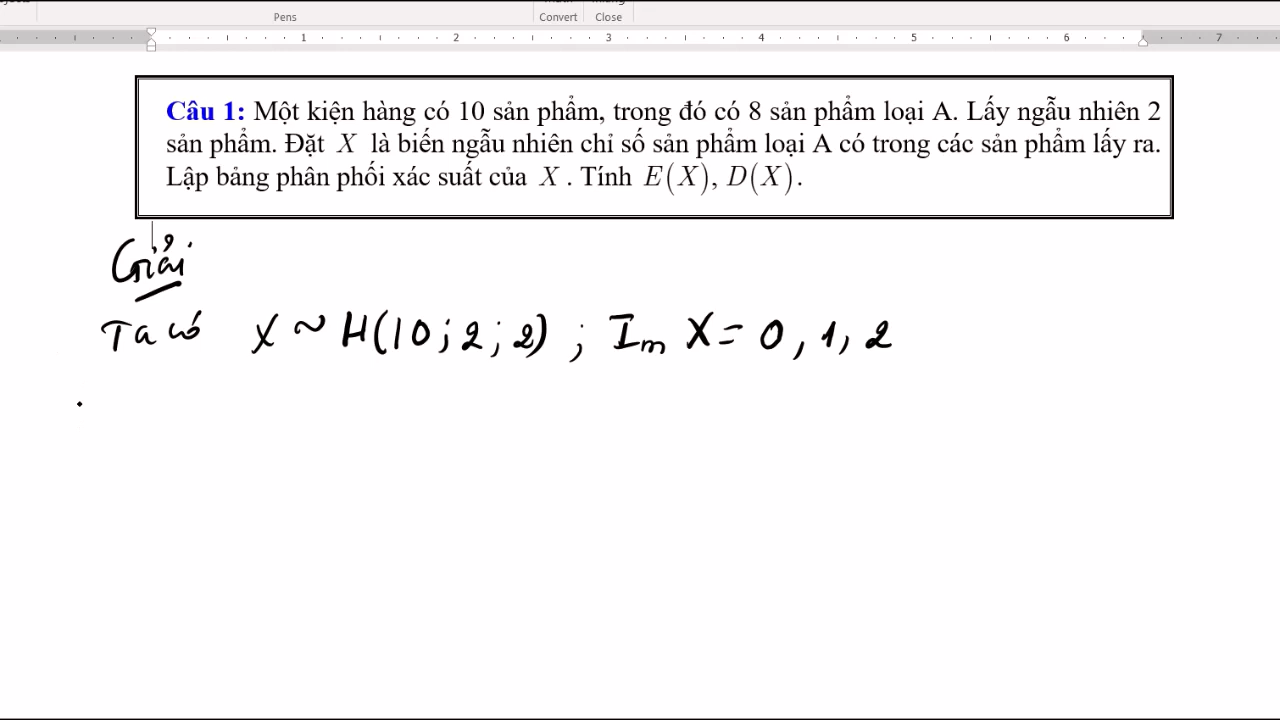 Pens
Convert
Close
1 2 3 4 5 6 7
Câu 1: Một kiện hàng có 10 sản phẩm, trong đó có 8 sản phẩm loại A. Lấy ngẫu nhiên 2
sản phẩm. Đặt X là biến ngẫu nhiên chỉ số sản phẩm loại A có trong các sản phẩm lấy ra.
Lập bảng phân phối xác suất của X . Tính E(X), D(X).
Giải
Ta có X ~ H(10; 2; 2) ; Im X = 0, 1, 2